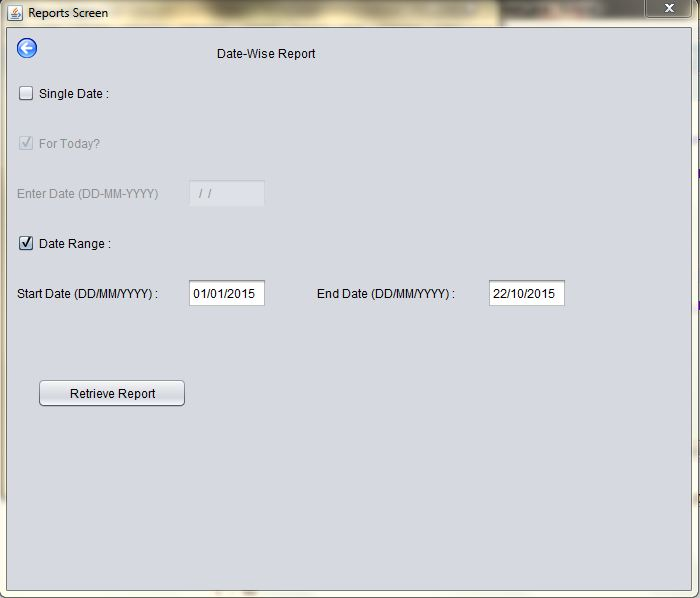 Reports Screen
Date-Wise Report
Single Date :
For Today?
Enter Date (DD-MM-YYYY) / /
Date Range :
Start Date (DD/MM/YYYY) : 01/01/2015 End Date (DD/MM/YYYY) : 22/10/2015
Retrieve Report